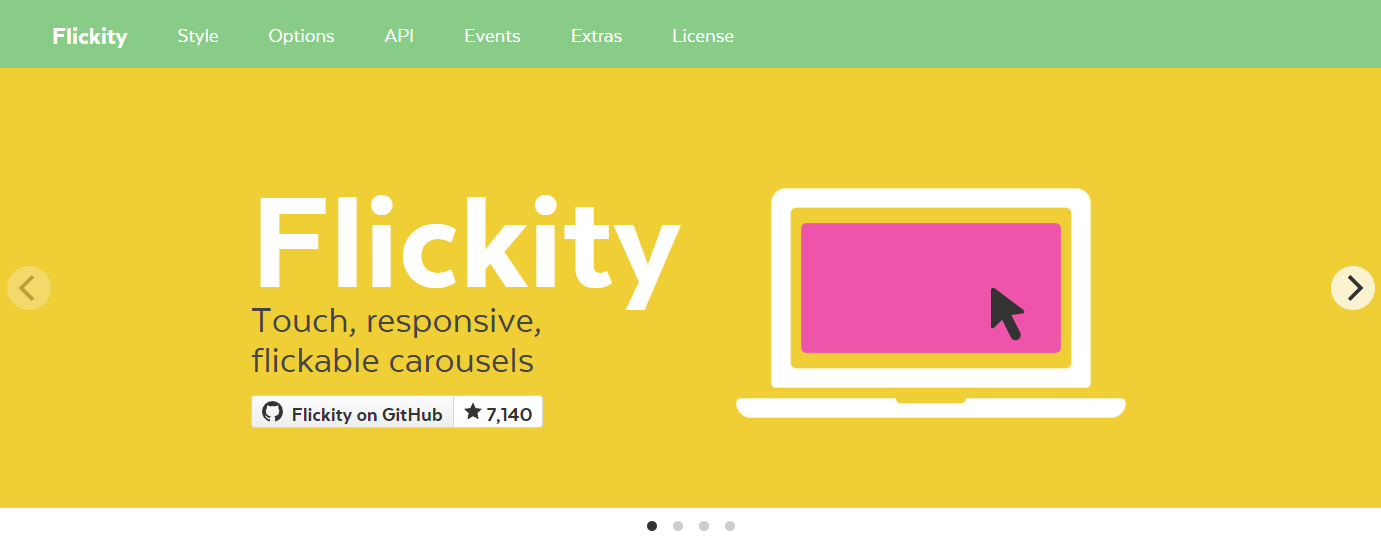 Flickity Style Options API Events Extras License
Flickity
Touch, responsive,
flickable carousels
Flickity on GitHub 7,140